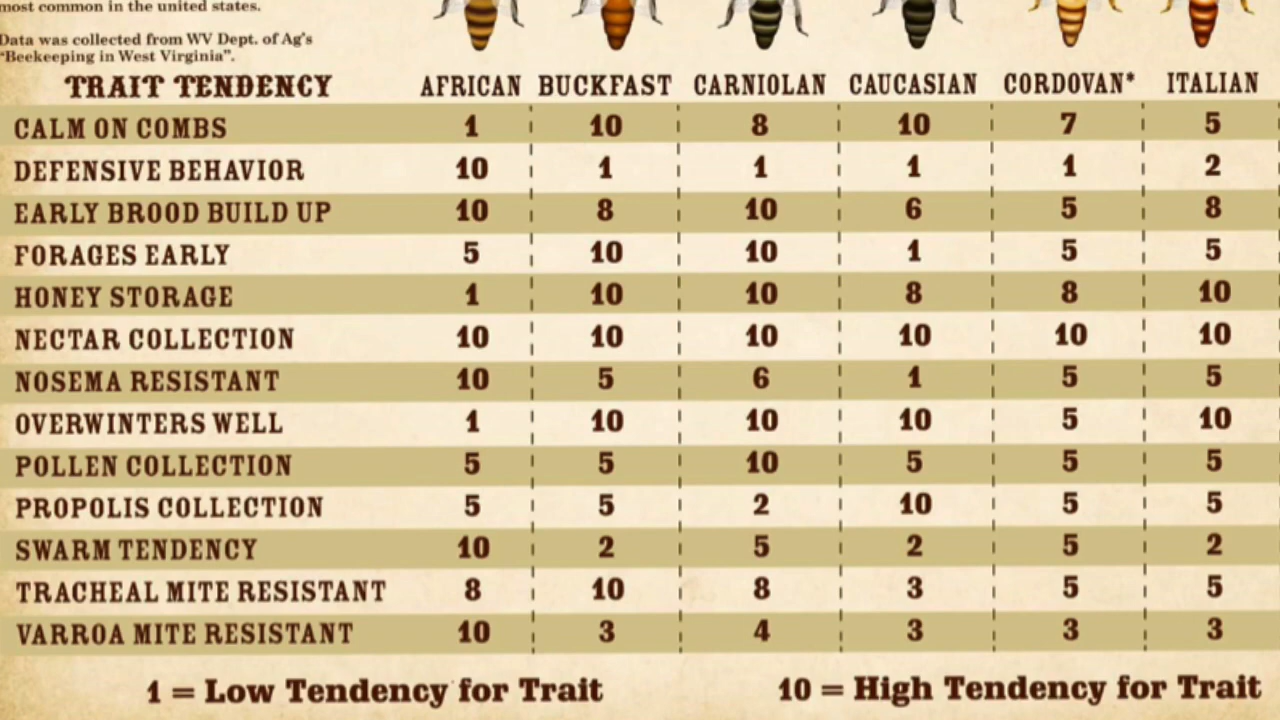 most common in the united states.
Data was collected from WV Dept. of Ag's
"Beekeeping in West Virginia".
TRAIT TENDENCY AFRICAN BUCKFAST CARNIOLAN CAUCASIAN CORDOVAN* ITALIAN
CALM ON COMBS 1 10 8 10 7 5
DEFENSIVE BEHAVIOR 10 1 1 1 1 2
EARLY BROOD BUILD UP 10 8 10 6 5 8
FORAGES EARLY 5 10 10 1 5 5
HONEY STORAGE 1 10 10 8 8 10
NECTAR COLLECTION 10 10 10 10 10 10
NOSEMA RESISTANT 10 5 6 1 5 5
OVERWINTERS WELL 1 10 10 10 5 10
POLLEN COLLECTION 5 5 10 5 5 5
PROPOLIS COLLECTION 5 5 2 10 5 5
SWARM TENDENCY 10 2 5 2 5 2
TRACHEAL MITE RESISTANT 8 10 8 3 5 5
VARROA MITE RESISTANT 10 3 4 3 3 3
1 = Low Tendency for Trait 10 = High Tendency for Trait